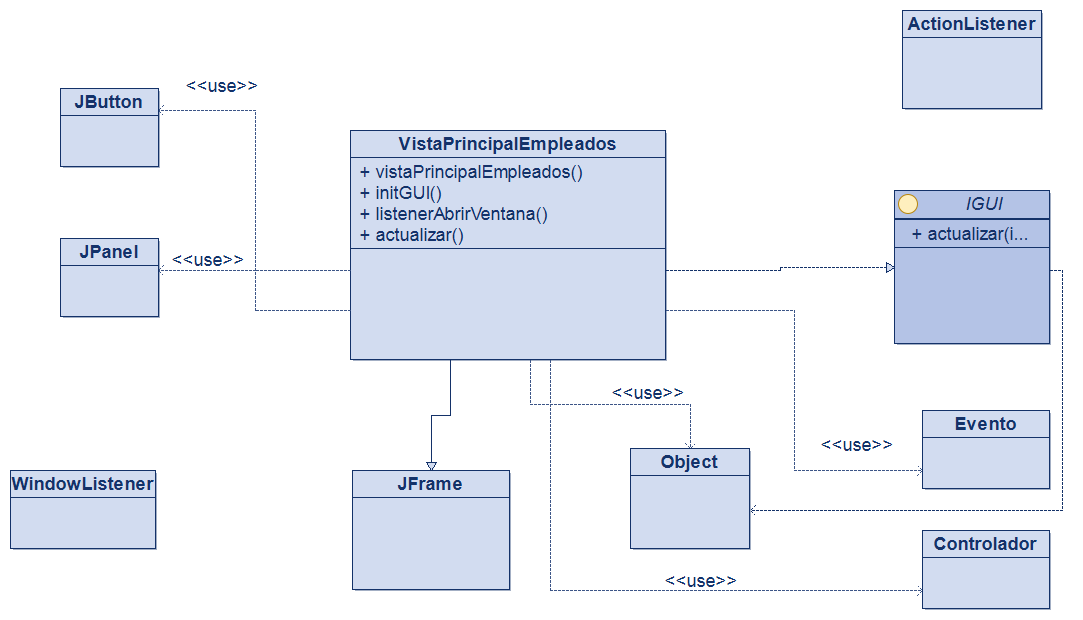 ActionListener
<<use>>
JButton
VistaPrincipalEmpleados
+ vistaPrincipalEmpleados()
+ initGUI()
+ listenerAbrirVentana()
+ actualizar()
IGUI
+ actualizar(i...
JPanel
<<use>>
<<use>>
Evento
<<use>>
Object
WindowListener
JFrame
Controlador
<<use>>